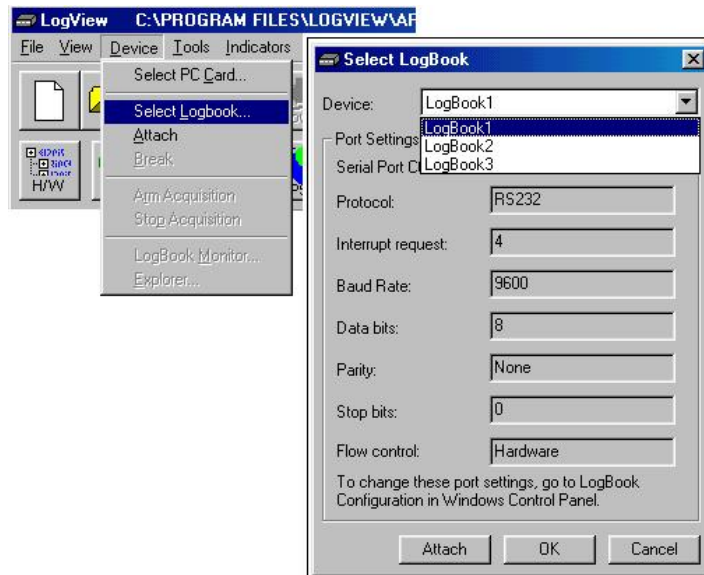 LogView C:\PROGRAM FILES\LOGVIEW\AF
File View Device Tools Indicators
Select PC Card...
Select Logbook...
Attach
Break
Arm Acquisition
Stop Acquisition
LogBook Monitor...
Explorer...
H/W
Select LogBook
Device: LogBook1
LogBook1
LogBook2
LogBook3
Port Settings
Serial Port
Protocol: RS232
Interrupt request: 4
Baud Rate: 9600
Data bits: 8
Parity: None
Stop bits: 0
Flow control: Hardware
To change these port settings, go to LogBook
Configuration in Windows Control Panel.
Attach OK Cancel